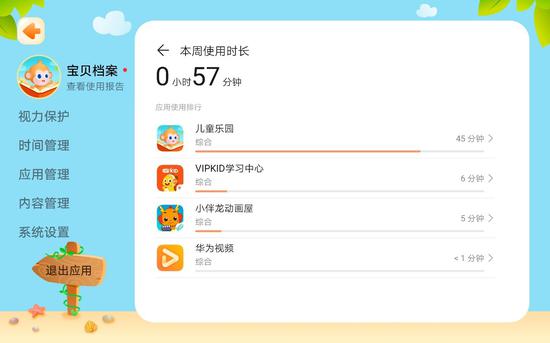 宝贝档案
查看使用报告
视力保护
时间管理
应用管理
内容管理
系统设置
退出应用
本周使用时长
0 小时 57 分钟
应用使用排行
儿童乐园
综合
45 分钟
VIPKID学习中心
综合
6 分钟
小伴龙动画屋
综合
5 分钟
华为视频
综合
< 1 分钟